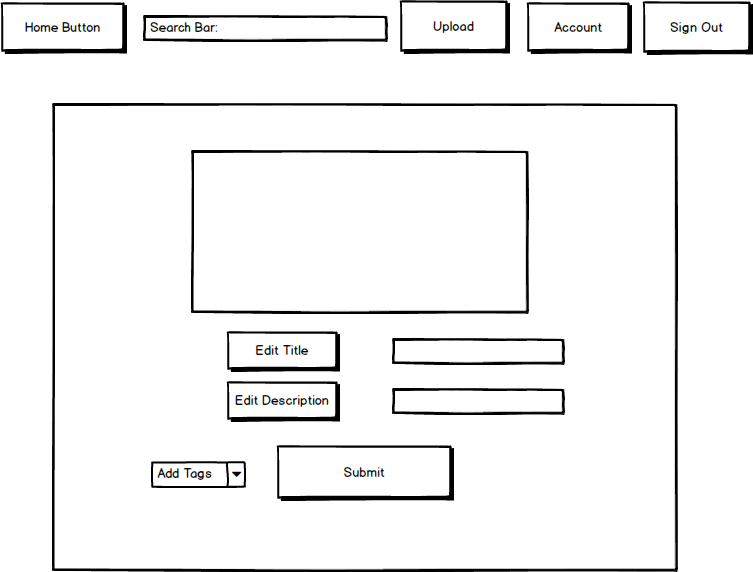 Home Button
Search Bar:
Upload
Account
Sign Out
Edit Title
Edit Description
Add Tags
Submit